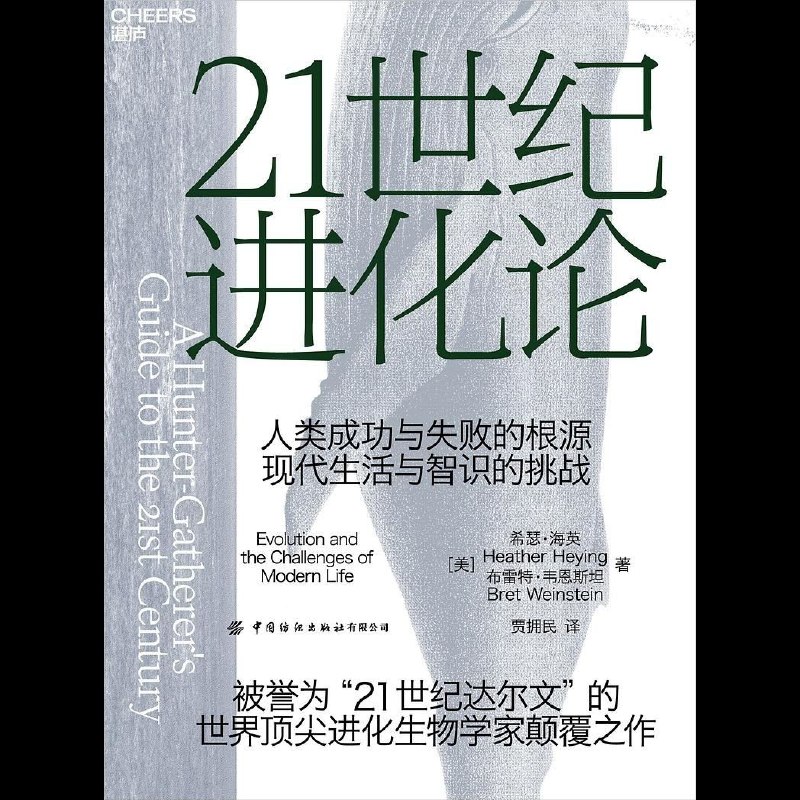 CHEERS
湛庐
21世纪
进化论
A Hunter-Gatherer's
Guide to the 21st Century
人类成功与失败的根源
现代生活与智识的挑战
Evolution and
the Challenges of
Modern Life
[美]
希瑟·海英
Heather Heying
布雷特·韦恩斯坦
Bret Weinstein
著
贾拥民 译
中国纺织出版社有限公司
被誉为“21世纪达尔文”的
世界顶尖进化生物学家颠覆之作